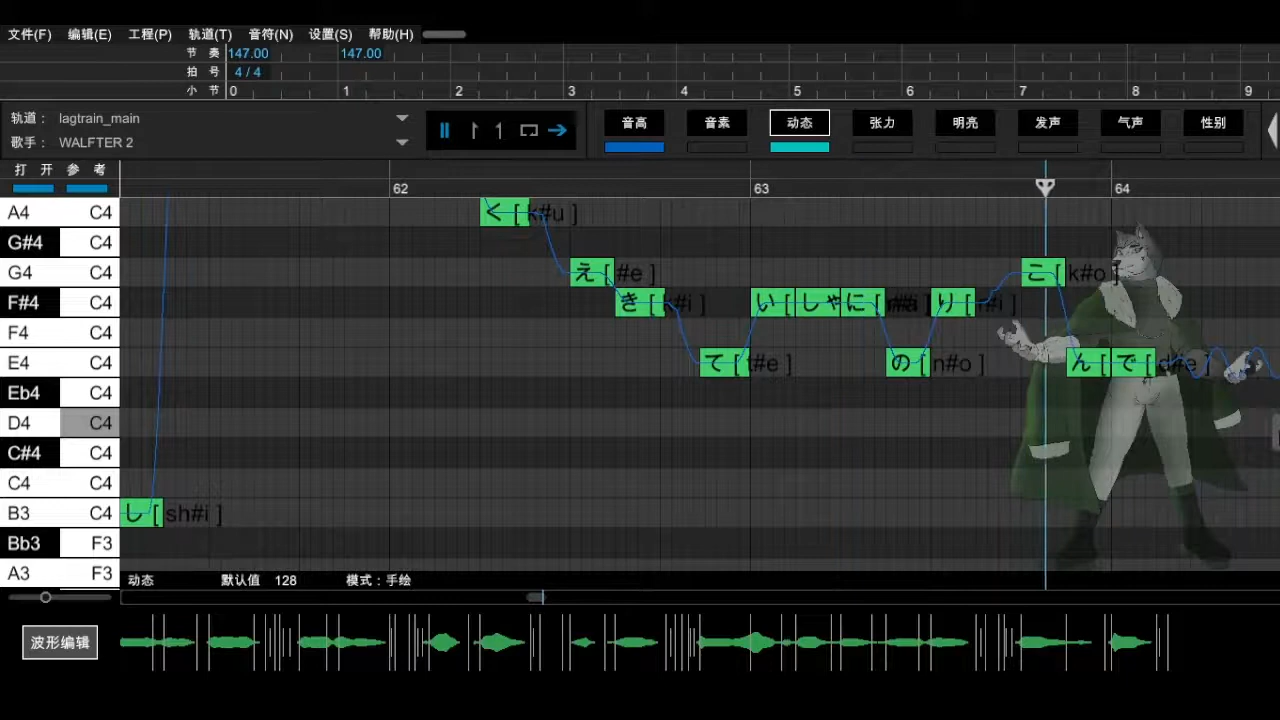 文件(F) 编辑(E) 工程(P) 轨道(T) 音符(N) 设置(S) 帮助(H)
节 奏 147.00 147.00
拍 号 4 / 4
小 节 0 1 2 3 4 5 6 7 8 9
轨道： lagtrain_main
歌手： WALFTER 2
音高 音素 动态 张力 明亮 发声 气声 性别
打 开 参 考
62 63 64
A4 C4 く [ k#u ]
G#4 C4
G4 C4 え [ #e ] こ [ k#o ]
F#4 C4 き [ k#i ] い [ しゃ に [ り [ r#i ]
F4 C4
E4 C4 て [ t#e ] の [ n#o ] ん [ で [ d#e ]
Eb4 C4
D4 C4
C#4 C4
C4 C4
B3 C4 し [ sh#i ]
Bb3 F3
A3 F3
动态 默认值 128 模式：手绘
波形编辑